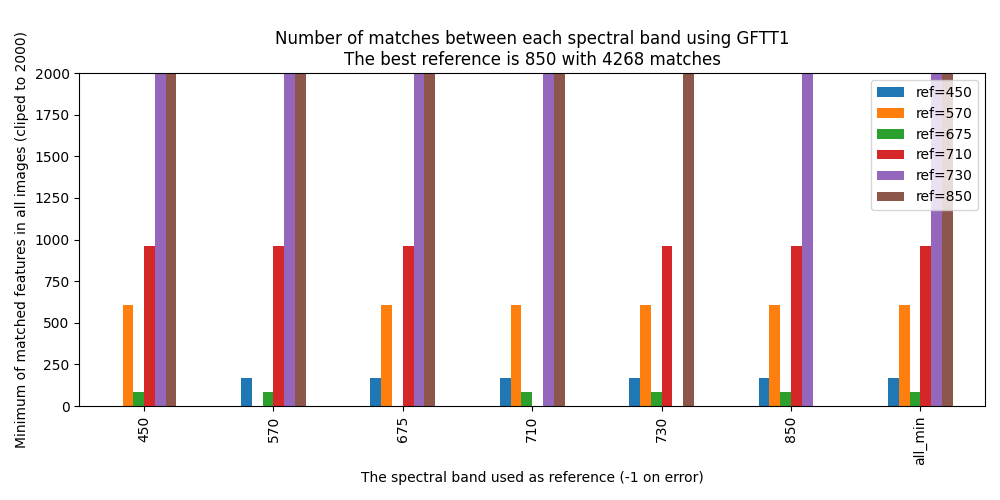 Number of matches between each spectral band using GFTT1
The best reference is 850 with 4268 matches
Minimum of matched features in all images (cliped to 2000)
2000
1750
1500
1250
1000
750
500
250
0
ref=450
ref=570
ref=675
ref=710
ref=730
ref=850
450
570
675
710
730
850
all_min
The spectral band used as reference (-1 on error)